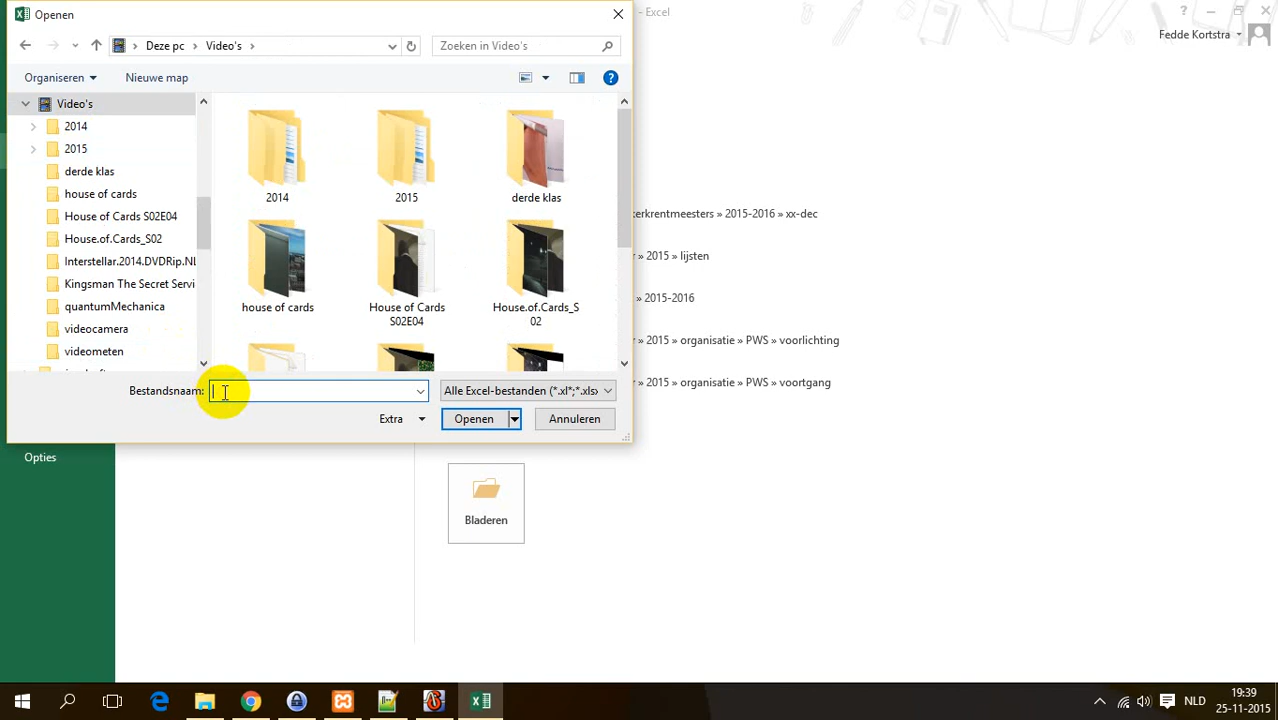 Openen
- Excel
Fedde Kortstra
Deze pc
Video's
Zoeken in Video's
Organiseren
Nieuwe map
Video's
2014
2015
derde klas
house of cards
House of Cards S02E04
House.of.Cards_S02
Interstellar.2014.DVDRip.NL
Kingsman The Secret Servi
quantumMechanica
videocamera
videometen
2014
2015
derde klas
house of cards
House of Cards
S02E04
House.of.Cards_S
02
Bestandsnaam:
Alle Excel-bestanden (*.xl*;*.xlsx
Extra
Openen
Annuleren
kerkrentmeesters » 2015-2016 » xx-dec
» 2015 » lijsten
» 2015-2016
» 2015 » organisatie » PWS » voorlichting
» 2015 » organisatie » PWS » voortgang
Opties
Bladeren
NLD
19:39
25-11-2015